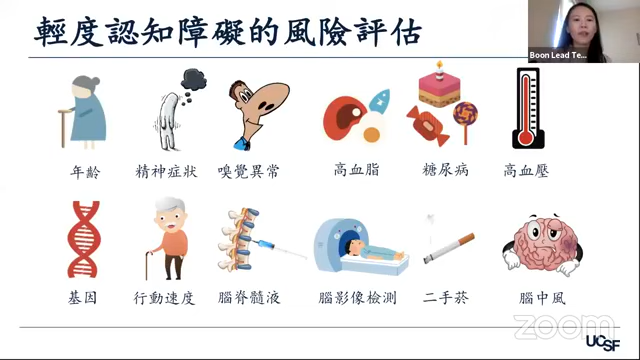 輕度認知障礙的風險評估
Boon Lead Te...
年齡
精神症狀
嗅覺異常
高血脂
糖尿病
高血壓
基因
行動速度
腦脊髓液
腦影像檢測
二手菸
腦中風
zoom
UCSF